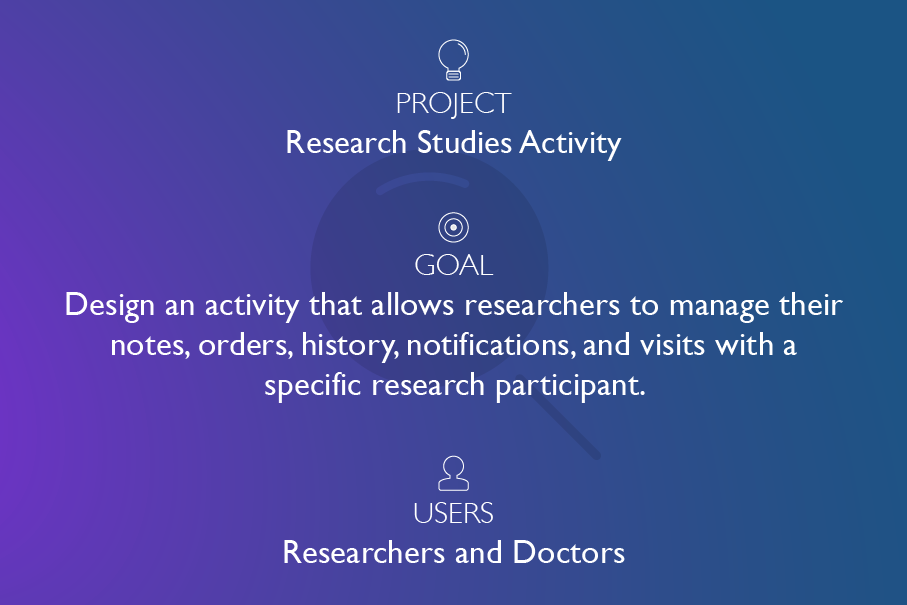 PROJECT
Research Studies Activity
GOAL
Design an activity that allows researchers to manage their
notes, orders, history, notifications, and visits with a
specific research participant.
USERS
Researchers and Doctors